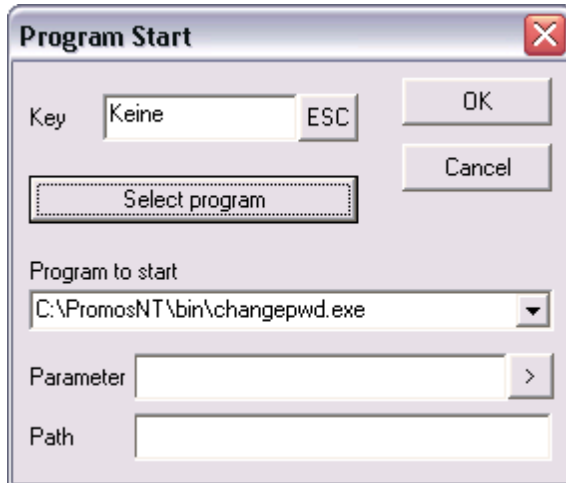 Program Start
Key Keine ESC OK
Cancel
Select program
Program to start
C:\PromosNT\bin\changepwd.exe
Parameter >
Path